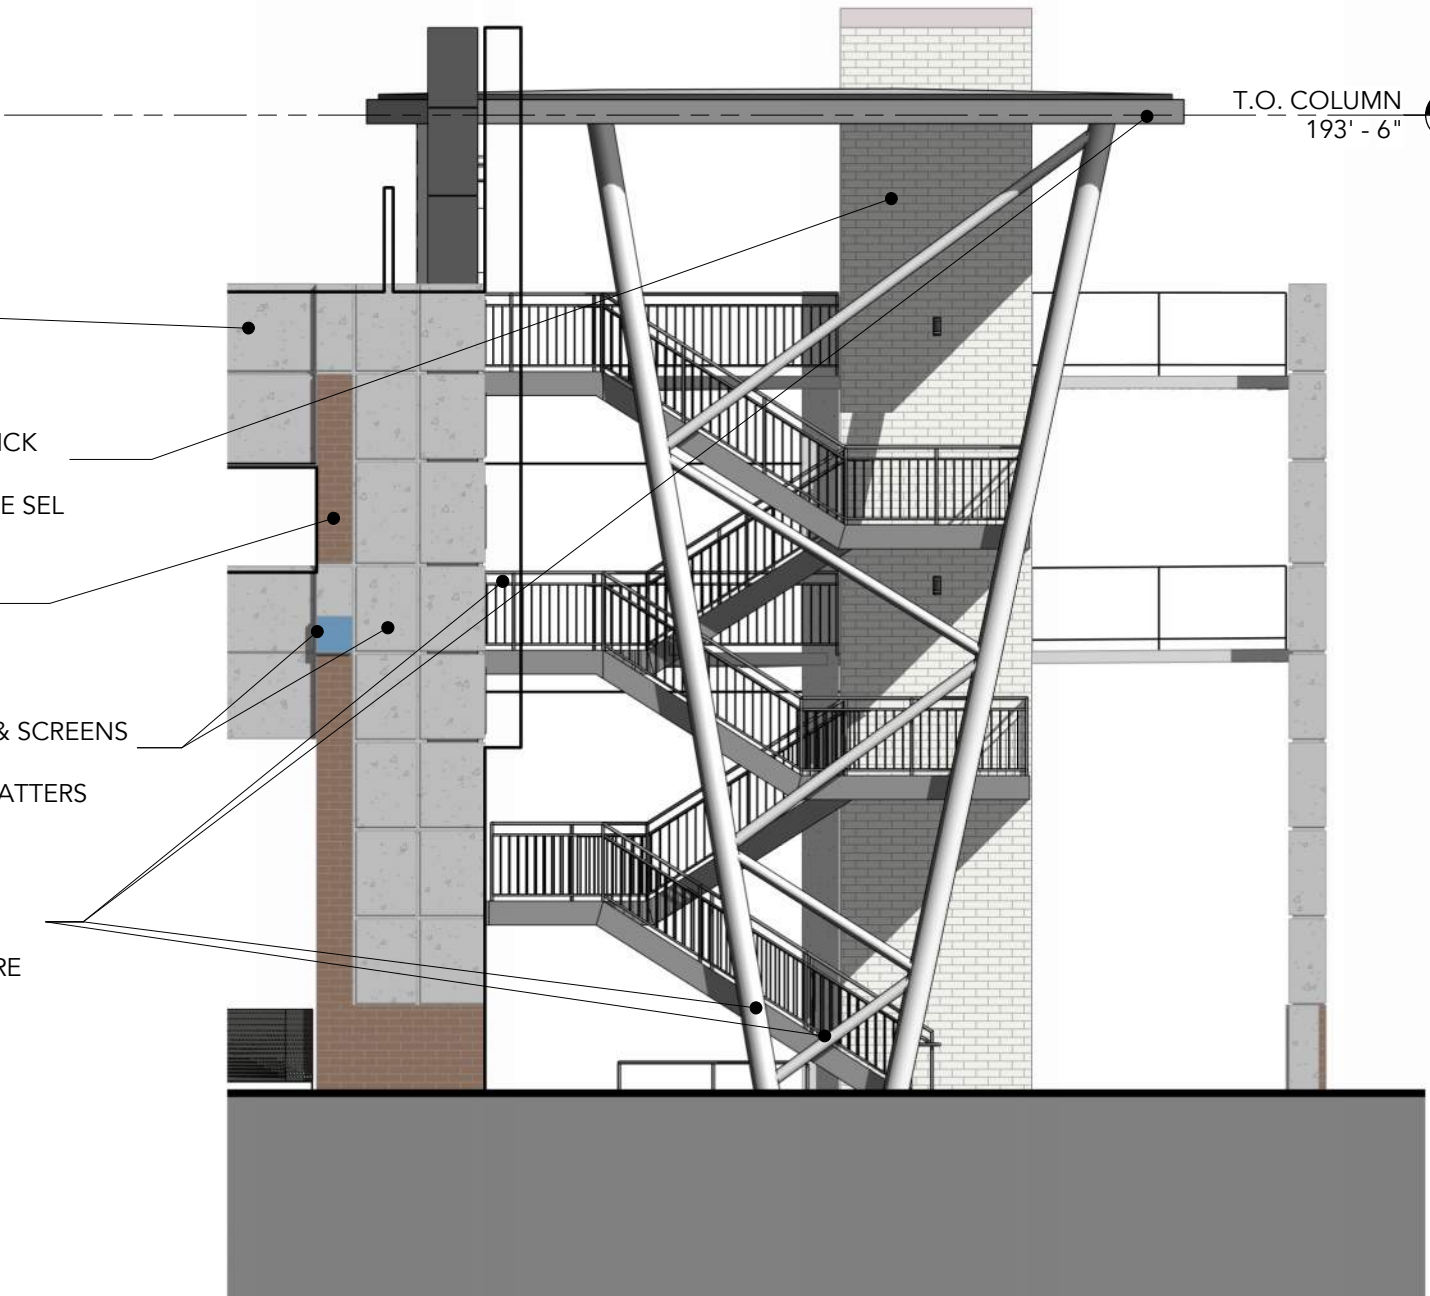 T.O. COLUMN
193' - 6"
ICK
E SEL
& SCREENS
ATTERS
RE